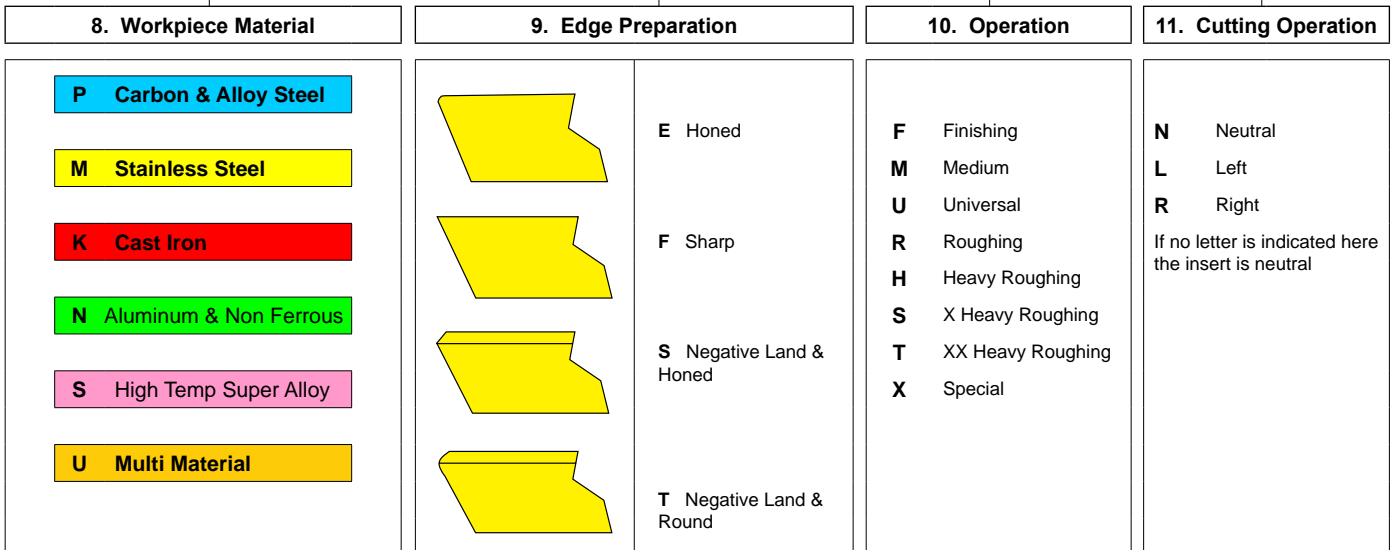 8. Workpiece Material
P Carbon & Alloy Steel
M Stainless Steel
K Cast Iron
N Aluminum & Non Ferrous
S High Temp Super Alloy
U Multi Material
9. Edge Preparation
E Honed
F Sharp
S Negative Land &
Honed
T Negative Land &
Round
10. Operation
F Finishing
M Medium
U Universal
R Roughing
H Heavy Roughing
S X Heavy Roughing
T XX Heavy Roughing
X Special
11. Cutting Operation
N Neutral
L Left
R Right
If no letter is indicated here
the insert is neutral